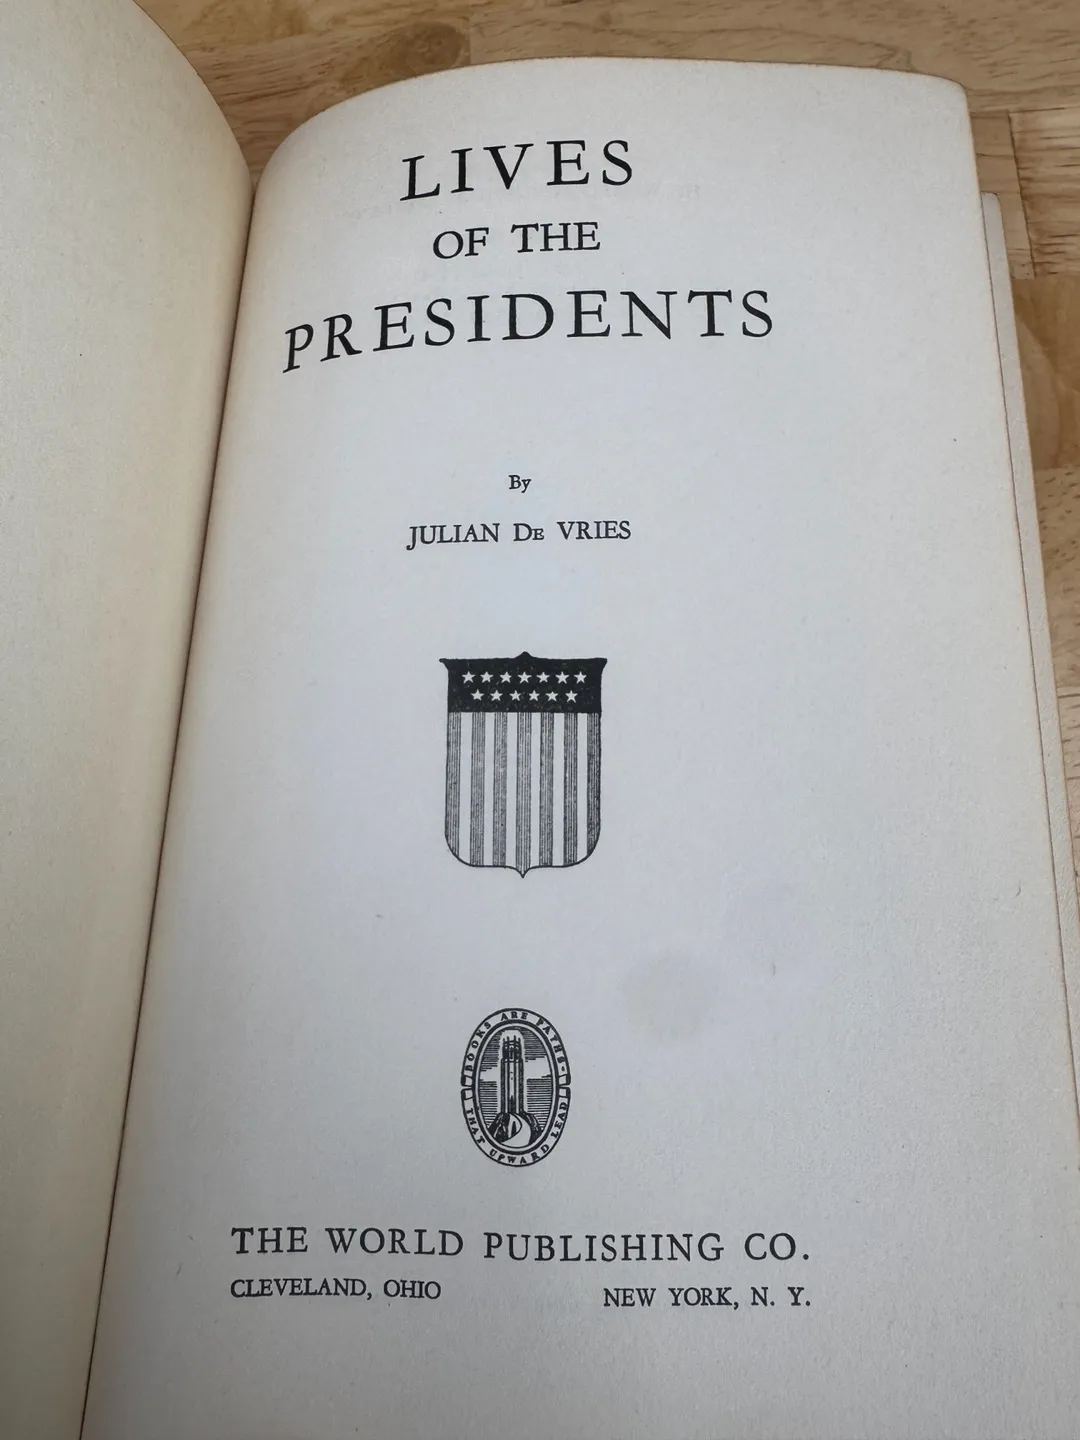 LIVES
OF THE
PRESIDENTS
By
JULIAN DE VRIES
BOOKS ARE PATHS
THAT UPWARD LEAD
THE WORLD PUBLISHING CO.
CLEVELAND, OHIO NEW YORK, N. Y.